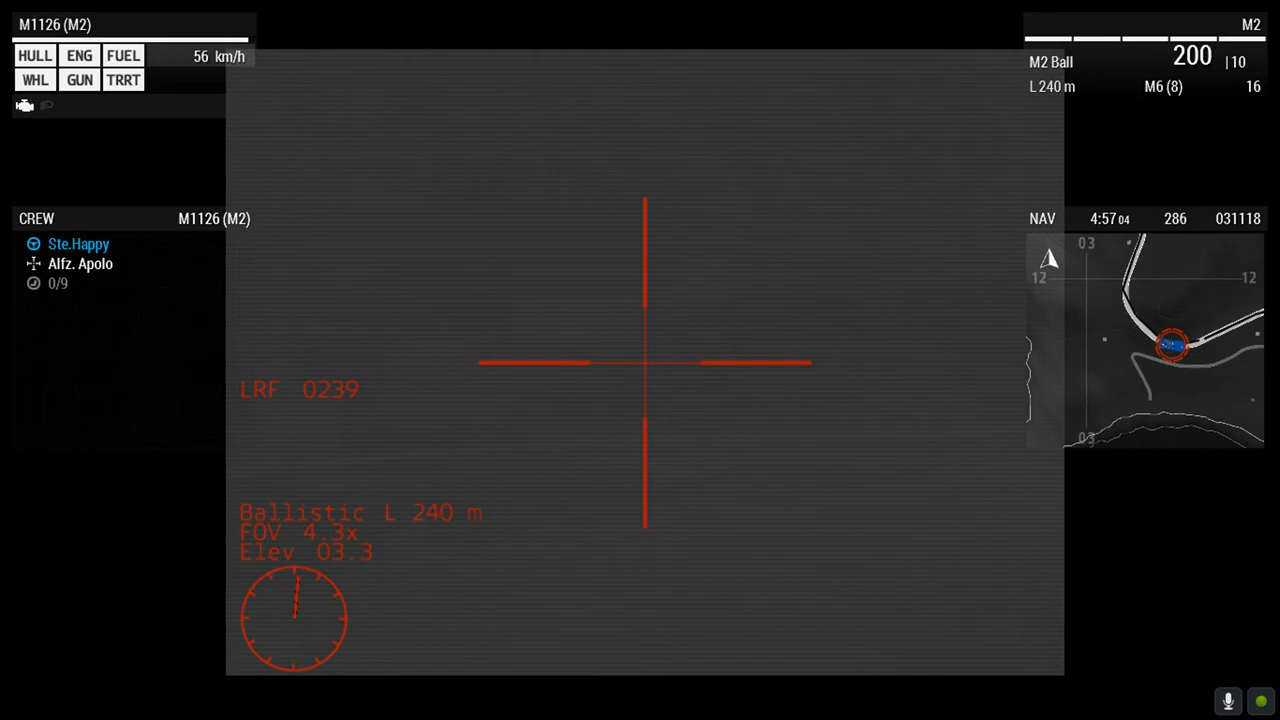 M1126 (M2)
HULL ENG FUEL 56 km/h
WHL GUN TRRT
CREW M1126 (M2)
Ste.Happy
Alfz. Apolo
0/9
LRF 0239
Ballistic L 240 m
FOV 4.3x
Elev 03.3
M2
M2 Ball 200 | 10
L 240 m M6 (8) 16
NAV 4:57 04 286 031118
03
12 12
03